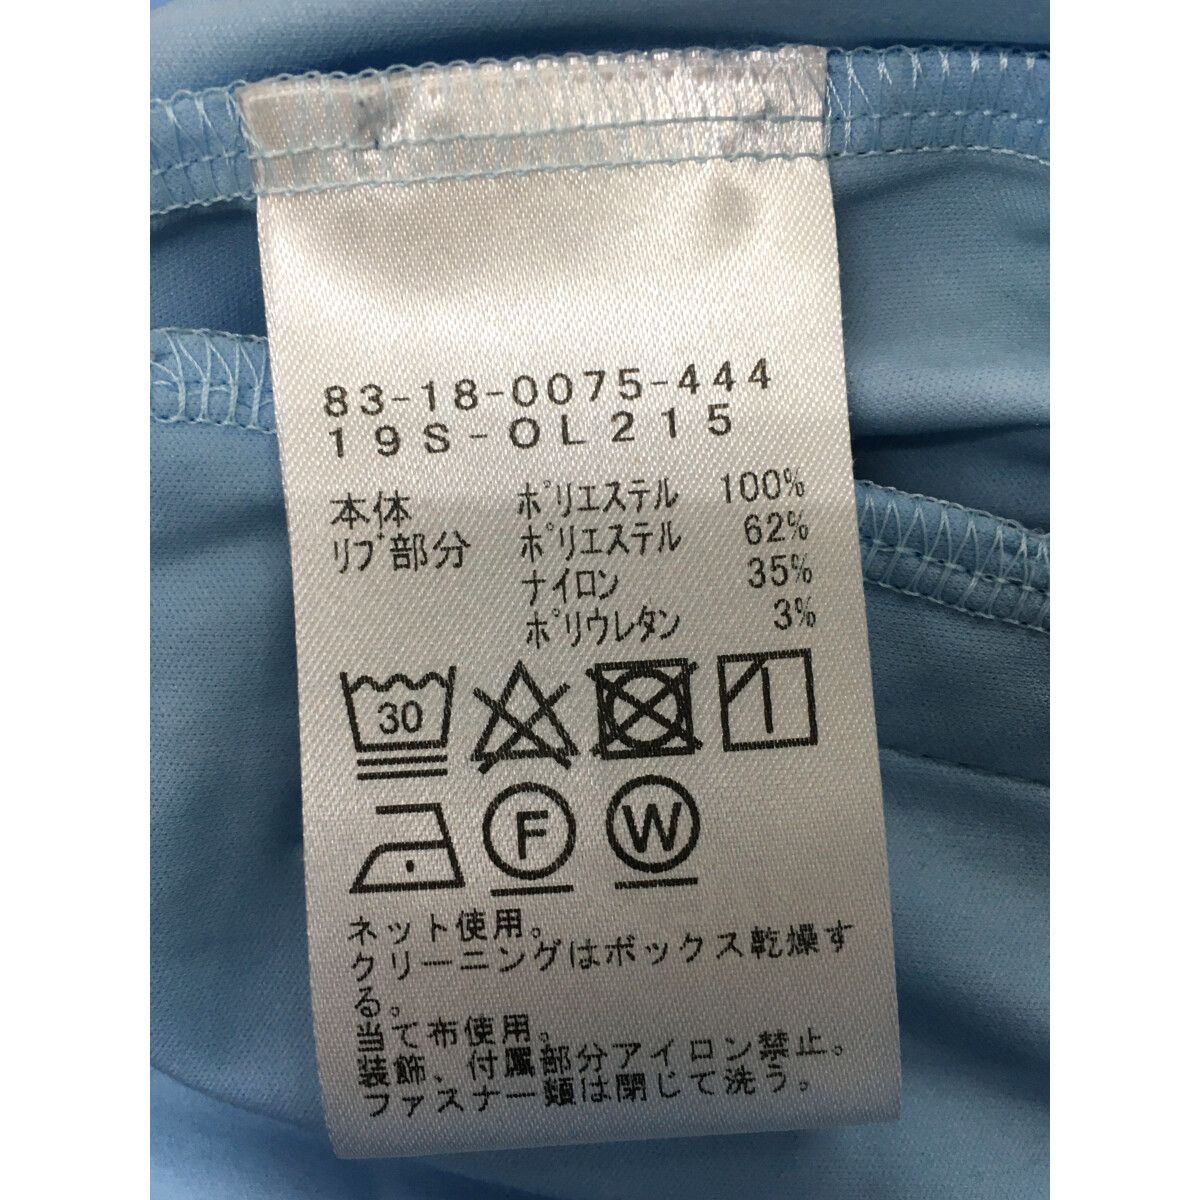 83-18-0075-444
19S-OL215
本体 ポリエステル 100%
リブ部分 ポリエステル 62%
ナイロン 35%
ポリウレタン 3%
30
F W
ネット使用。
クリーニングはボックス乾燥す
る。
当て布使用。
装飾、付属部分アイロン禁止。
ファスナー類は閉じて洗う。